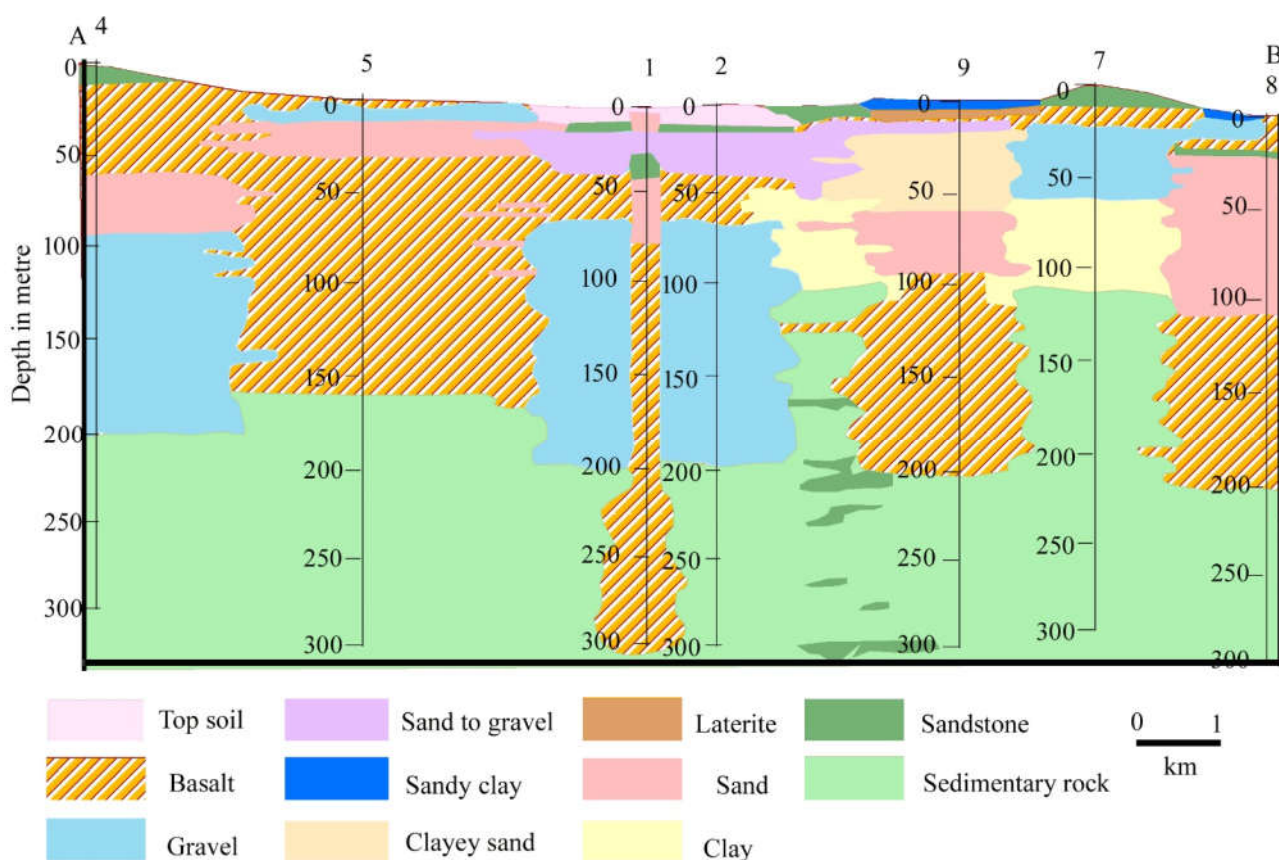 A 4 5 1 2 9 7 B 8
0 0 0 0 0 0 0
50 50 50 50 50 50
100 100 100 100 100 100 100
150 150 150 150 150 150 150
200 200 200 200 200 200 200
250 250 250 250 250 250 250
300 300 300 300 300 300 300
Depth in metre
Top soil Sand to gravel Laterite Sandstone 0 1
km
Basalt Sandy clay Sand Sedimentary rock
Gravel Clayey sand Clay